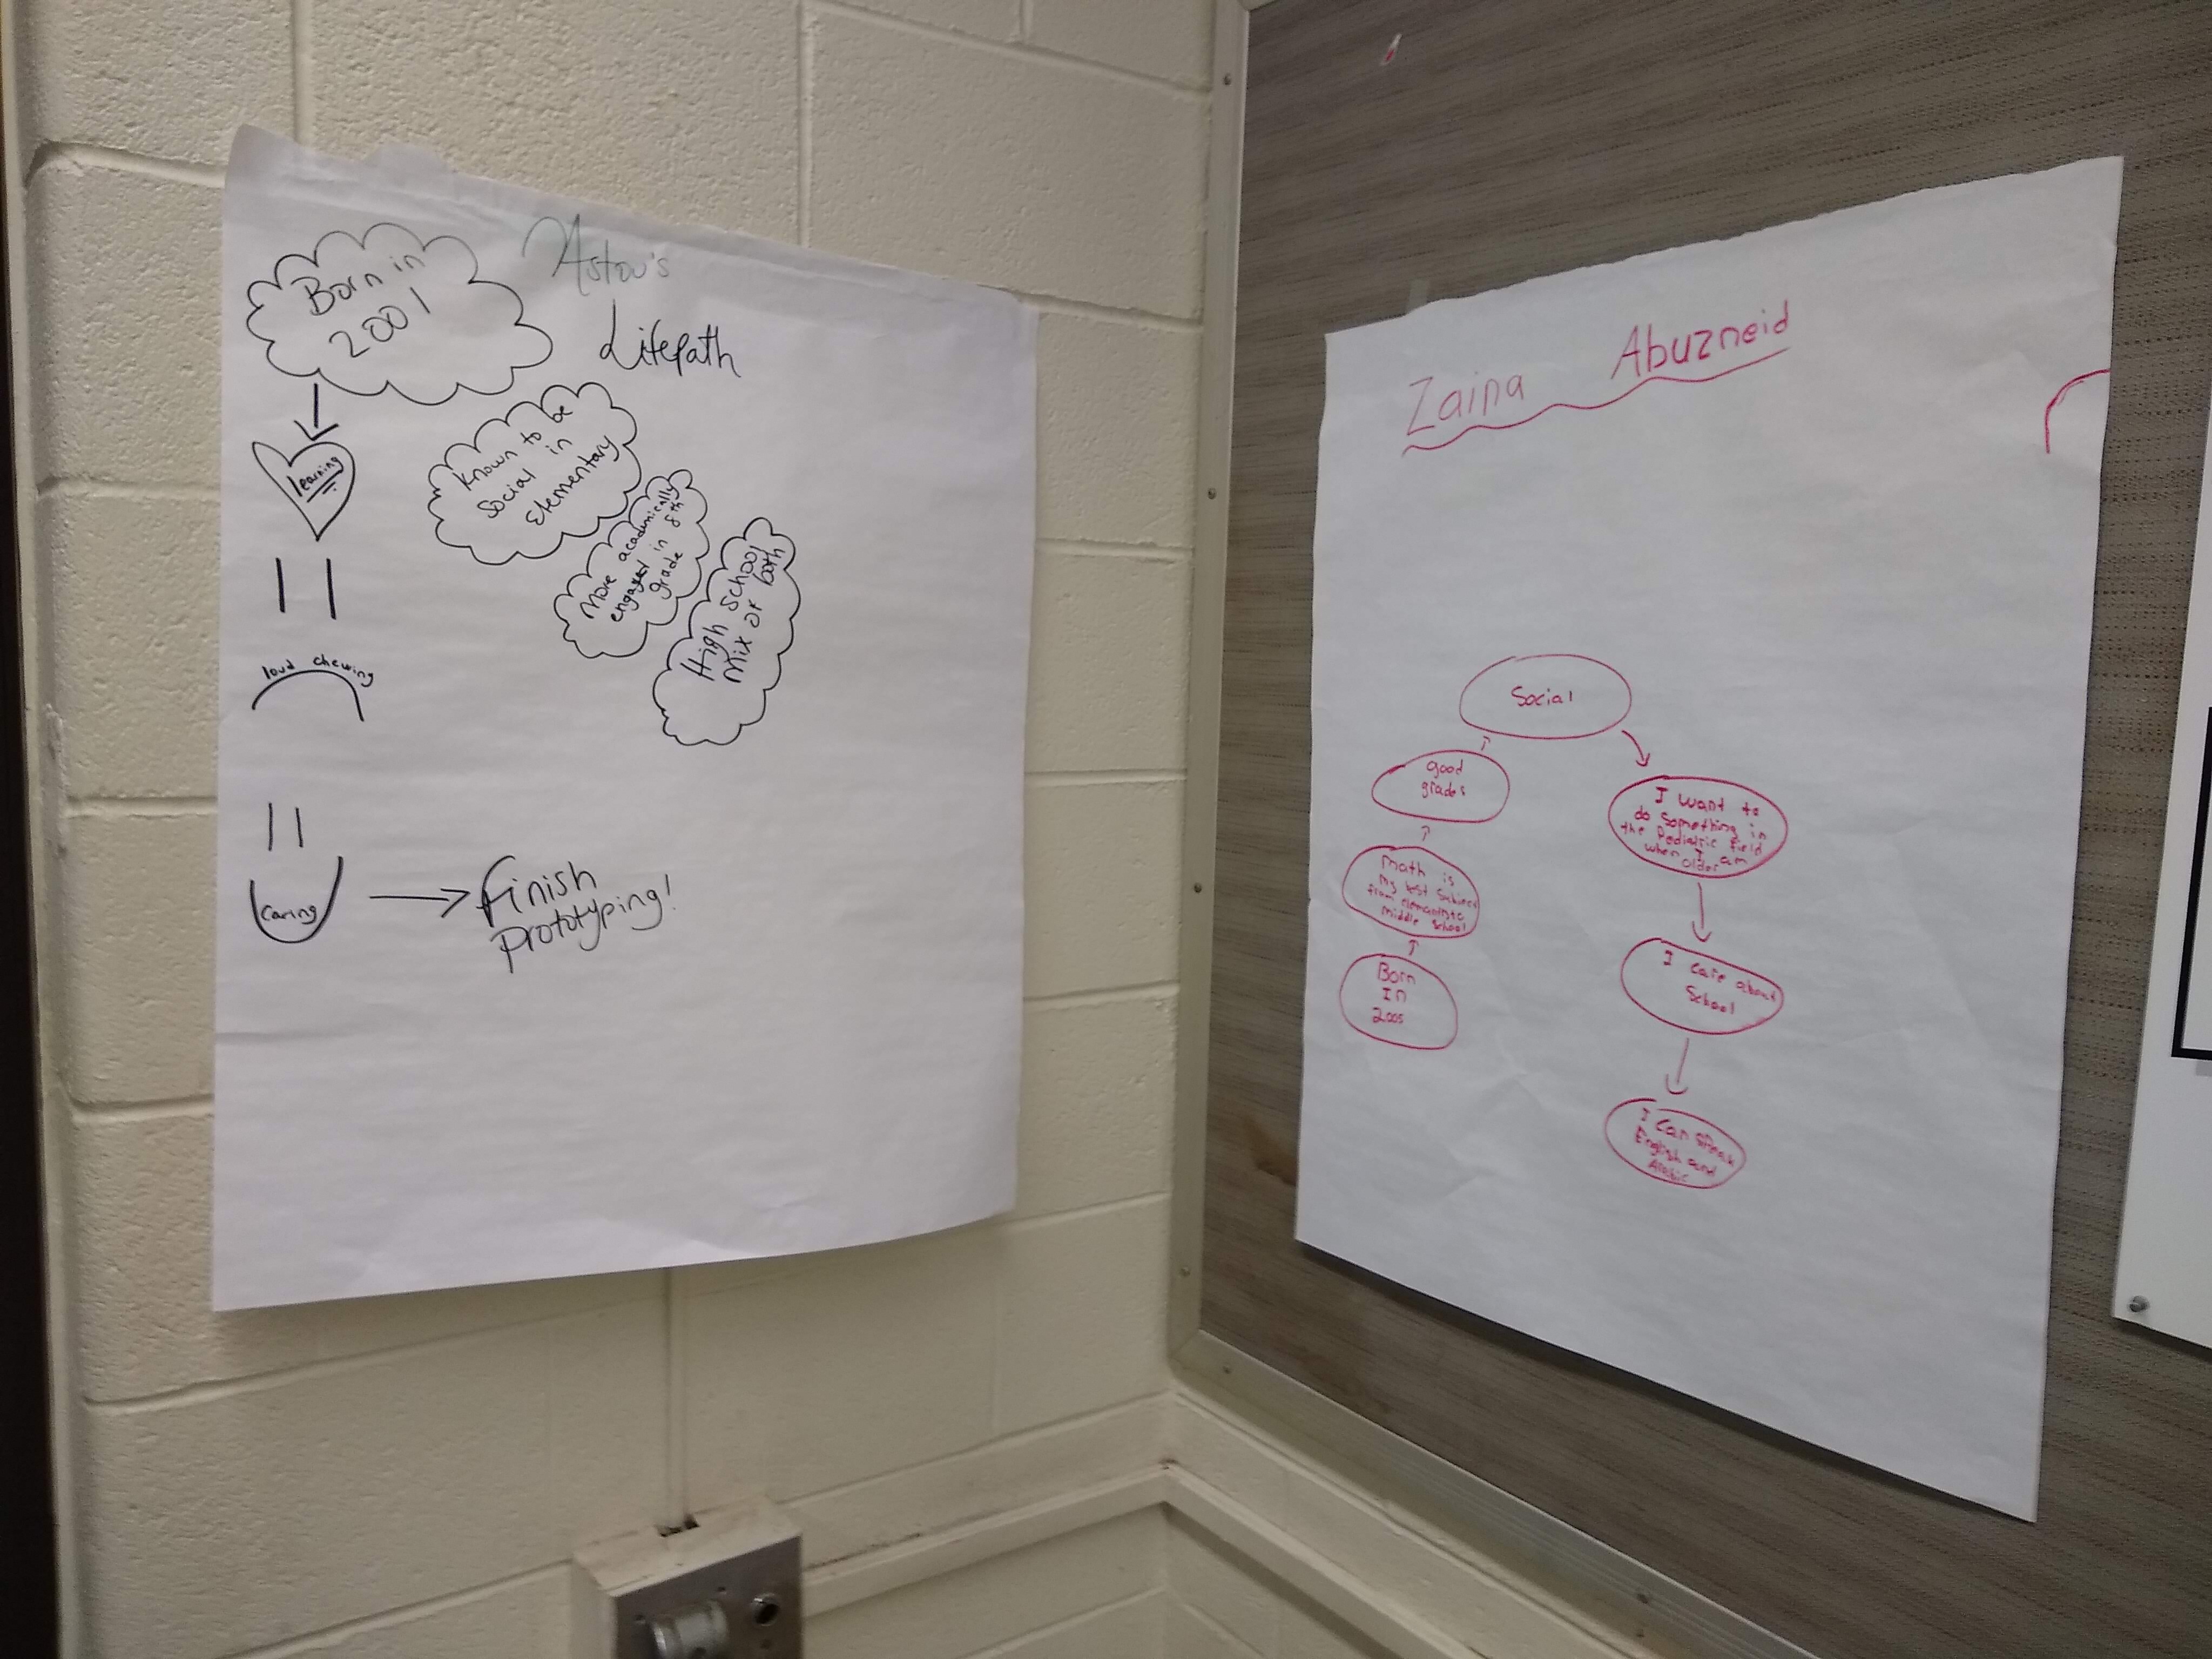 Astou's
Lifepath
Born in
2001
learning
Known to be
Social in
Elementary
More academically
engaged in 8th
grade
High School
Mix of both
loud chewing
caring
Finish
prototyping!
Zaina Abuzneid
Social
good
grades
Math is
my best subject
from elementary to
middle school
Born
In
2005
I want to
do something in
the Pediatric field
when I am
older
I care about
School
I can speak
English and
Arabic